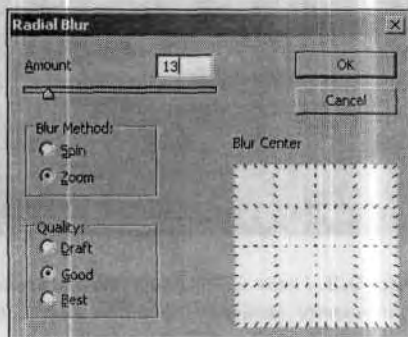 Radial Blur
Amount 13
OK
Cancel
Blur Method:
Spin
Zoom
Blur Center
Quality:
Draft
Good
Best